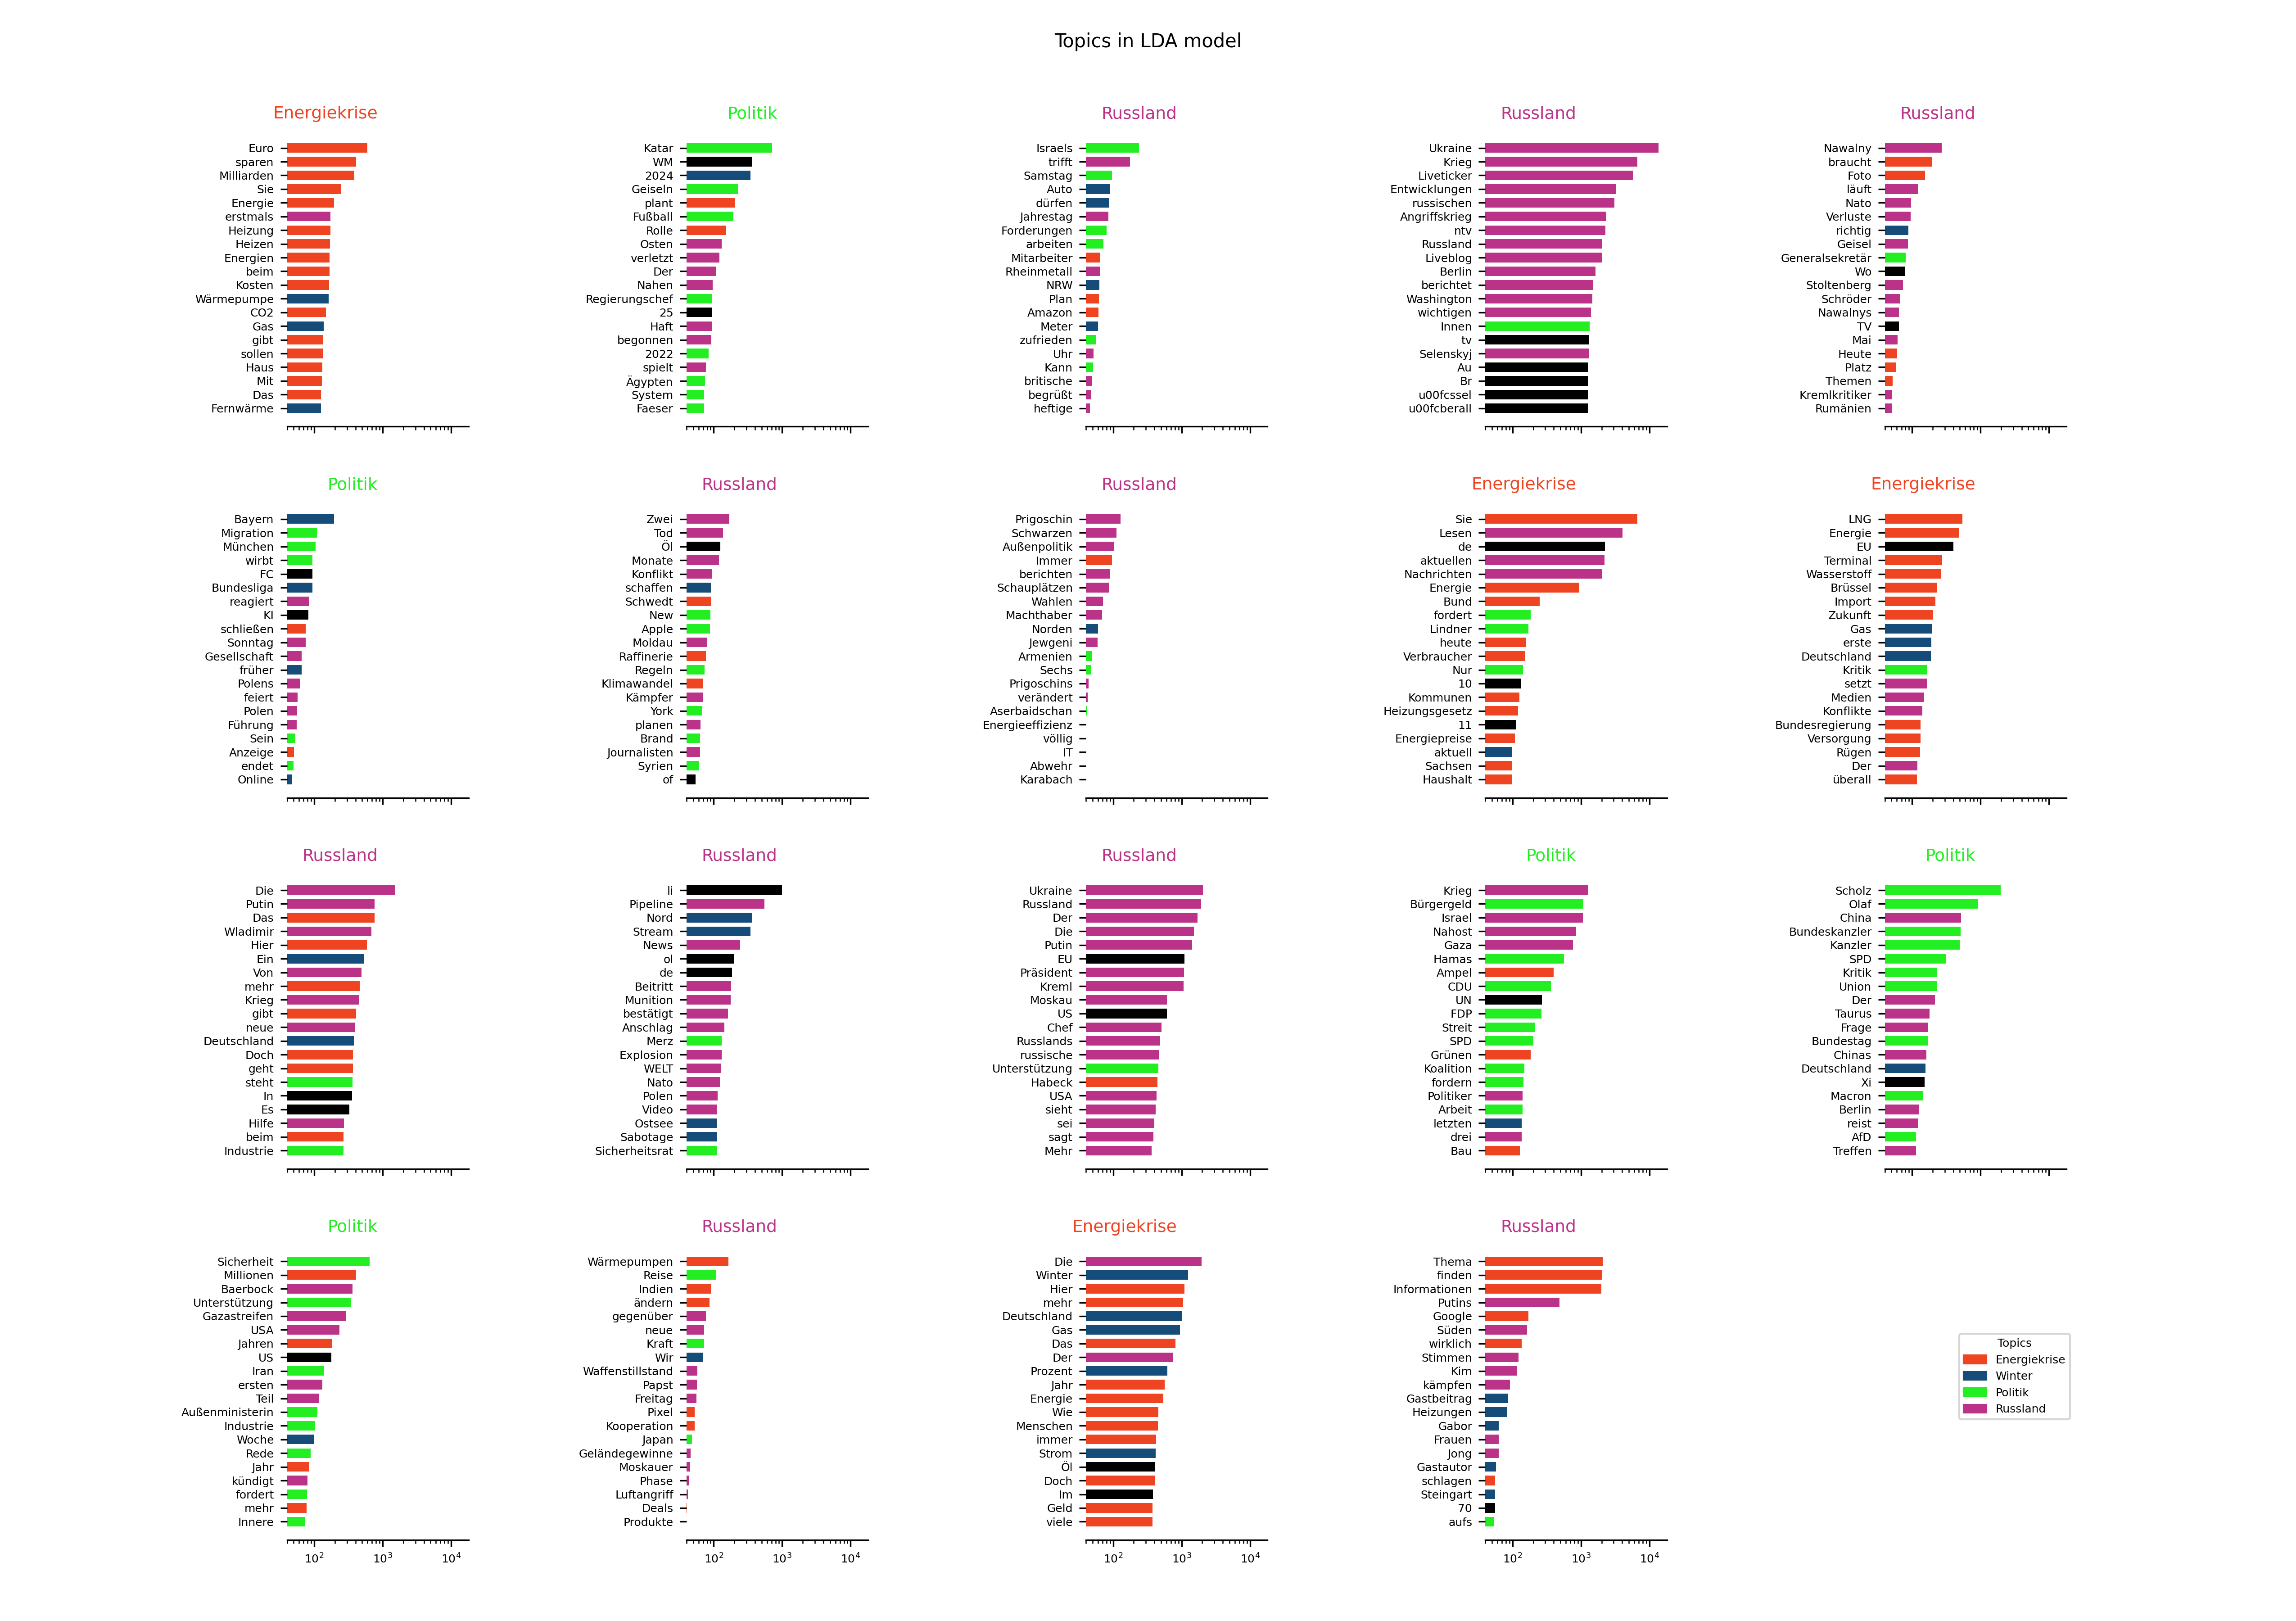 Topics in LDA model
Energiekrise
Euro
sparen
Milliarden
Sie
Energie
erstmals
Heizung
Heizen
Energien
beim
Kosten
Wärmepumpe
CO2
Gas
gibt
sollen
Haus
Mit
Das
Fernwärme
Politik
Katar
WM
2024
Geiseln
plant
Fußball
Rolle
Osten
verletzt
Der
Nahen
Regierungschef
25
Haft
begonnen
2022
spielt
Ägypten
System
Faeser
Russland
Israels
trifft
Samstag
Auto
dürfen
Jahrestag
Forderungen
arbeiten
Mitarbeiter
Rheinmetall
NRW
Plan
Amazon
Meter
zufrieden
Uhr
Kann
britische
begrüßt
heftige
Russland
Ukraine
Krieg
Liveticker
Entwicklungen
russischen
Angriffskrieg
ntv
Russland
Liveblog
Berlin
berichtet
Washington
wichtigen
Innen
tv
Selenskyj
Au
Br
u00fcssel
u00fcberall
Russland
Nawalny
braucht
Foto
läuft
Nato
Verluste
richtig
Geisel
Generalsekretär
Wo
Stoltenberg
Schröder
Nawalnys
TV
Mai
Heute
Platz
Themen
Kremlkritiker
Rumänien
Politik
Bayern
Migration
München
wirbt
FC
Bundesliga
reagiert
KI
schließen
Sonntag
Gesellschaft
früher
Polens
feiert
Polen
Führung
Sein
Anzeige
endet
Online
Russland
Zwei
Tod
Öl
Monate
Konflikt
schaffen
Schwedt
New
Apple
Moldau
Raffinerie
Regeln
Klimawandel
Kämpfer
York
planen
Brand
Journalisten
Syrien
of
Russland
Prigoschin
Schwarzen
Außenpolitik
Immer
berichten
Schauplätzen
Wahlen
Machthaber
Norden
Jewgeni
Armenien
Sechs
Prigoschins
verändert
Aserbaidschan
Energieeffizienz
völlig
IT
Abwehr
Karabach
Energiekrise
Sie
Lesen
de
aktuellen
Nachrichten
Energie
Bund
fordert
Lindner
heute
Verbraucher
Nur
10
Kommunen
Heizungsgesetz
11
Energiepreise
aktuell
Sachsen
Haushalt
Energiekrise
LNG
Energie
EU
Terminal
Wasserstoff
Brüssel
Import
Zukunft
Gas
erste
Deutschland
Kritik
setzt
Medien
Konflikte
Bundesregierung
Versorgung
Rügen
Der
überall
Russland
Die
Putin
Das
Wladimir
Hier
Ein
Von
mehr
Krieg
gibt
neue
Deutschland
Doch
geht
steht
In
Es
Hilfe
beim
Industrie
Russland
li
Pipeline
Nord
Stream
News
ol
de
Beitritt
Munition
bestätigt
Anschlag
Merz
Explosion
WELT
Nato
Polen
Video
Ostsee
Sabotage
Sicherheitsrat
Russland
Ukraine
Russland
Der
Die
Putin
EU
Präsident
Kreml
Moskau
US
Chef
Russlands
russische
Unterstützung
Habeck
USA
sieht
sei
sagt
Mehr
Politik
Krieg
Bürgergeld
Israel
Nahost
Gaza
Hamas
Ampel
CDU
UN
FDP
Streit
SPD
Grünen
Koalition
fordern
Politiker
Arbeit
letzten
drei
Bau
Politik
Scholz
Olaf
China
Bundeskanzler
Kanzler
SPD
Kritik
Union
Der
Taurus
Frage
Bundestag
Chinas
Deutschland
Xi
Macron
Berlin
reist
AfD
Treffen
Politik
Sicherheit
Millionen
Baerbock
Unterstützung
Gazastreifen
USA
Jahren
US
Iran
ersten
Teil
Außenministerin
Industrie
Woche
Rede
Jahr
kündigt
fordert
mehr
Innere
10²
10³
10⁴
Russland
Wärmepumpen
Reise
Indien
ändern
gegenüber
neue
Kraft
Wir
Waffenstillstand
Papst
Freitag
Pixel
Kooperation
Japan
Geländegewinne
Moskauer
Phase
Luftangriff
Deals
Produkte
10²
10³
10⁴
Energiekrise
Die
Winter
Hier
mehr
Deutschland
Gas
Das
Der
Prozent
Jahr
Energie
Wie
Menschen
immer
Strom
Öl
Doch
Im
Geld
viele
10²
10³
10⁴
Russland
Thema
finden
Informationen
Putins
Google
Süden
wirklich
Stimmen
Kim
kämpfen
Gastbeitrag
Heizungen
Gabor
Frauen
Jong
Gastautor
schlagen
Steingart
70
aufs
10²
10³
10⁴
Topics
Energiekrise
Winter
Politik
Russland